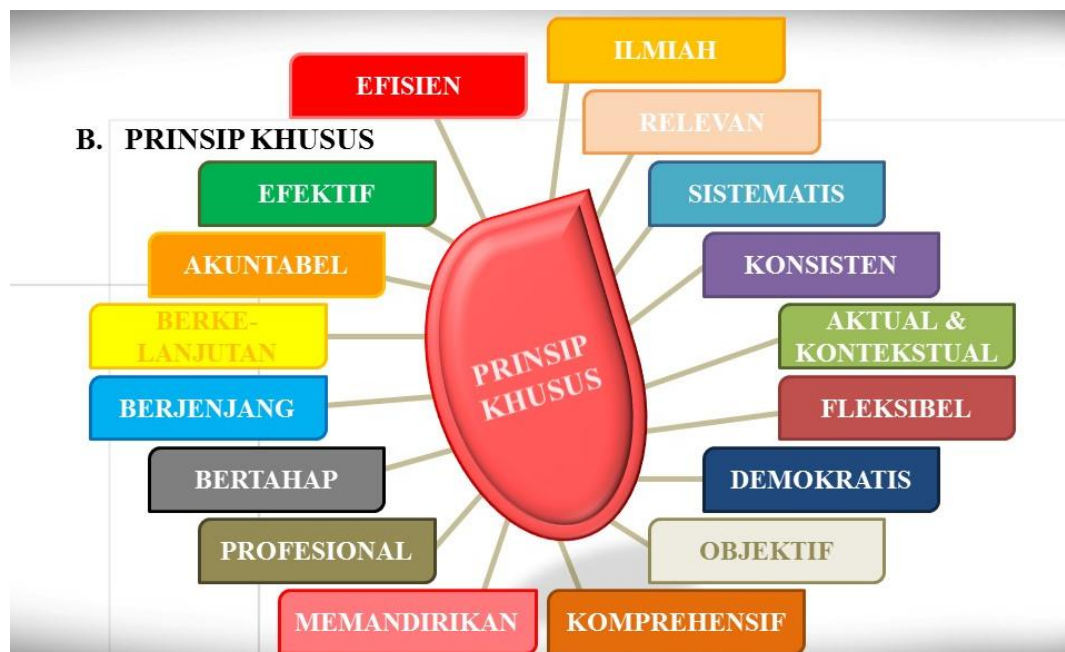 B. PRINSIP KHUSUS
ILMIAH
RELEVAN
SISTEMATIS
KONSISTEN
AKTUAL &
KONTEKSTUAL
FLEKSIBEL
DEMOKRATIS
OBJEKTIF
KOMPREHENSIF
MEMANDIRIKAN
PROFESIONAL
BERTAHAP
BERJENJANG
BERKE-
LANJUTAN
AKUNTABEL
EFEKTIF
EFISIEN
PRINSIP
KHUSUS